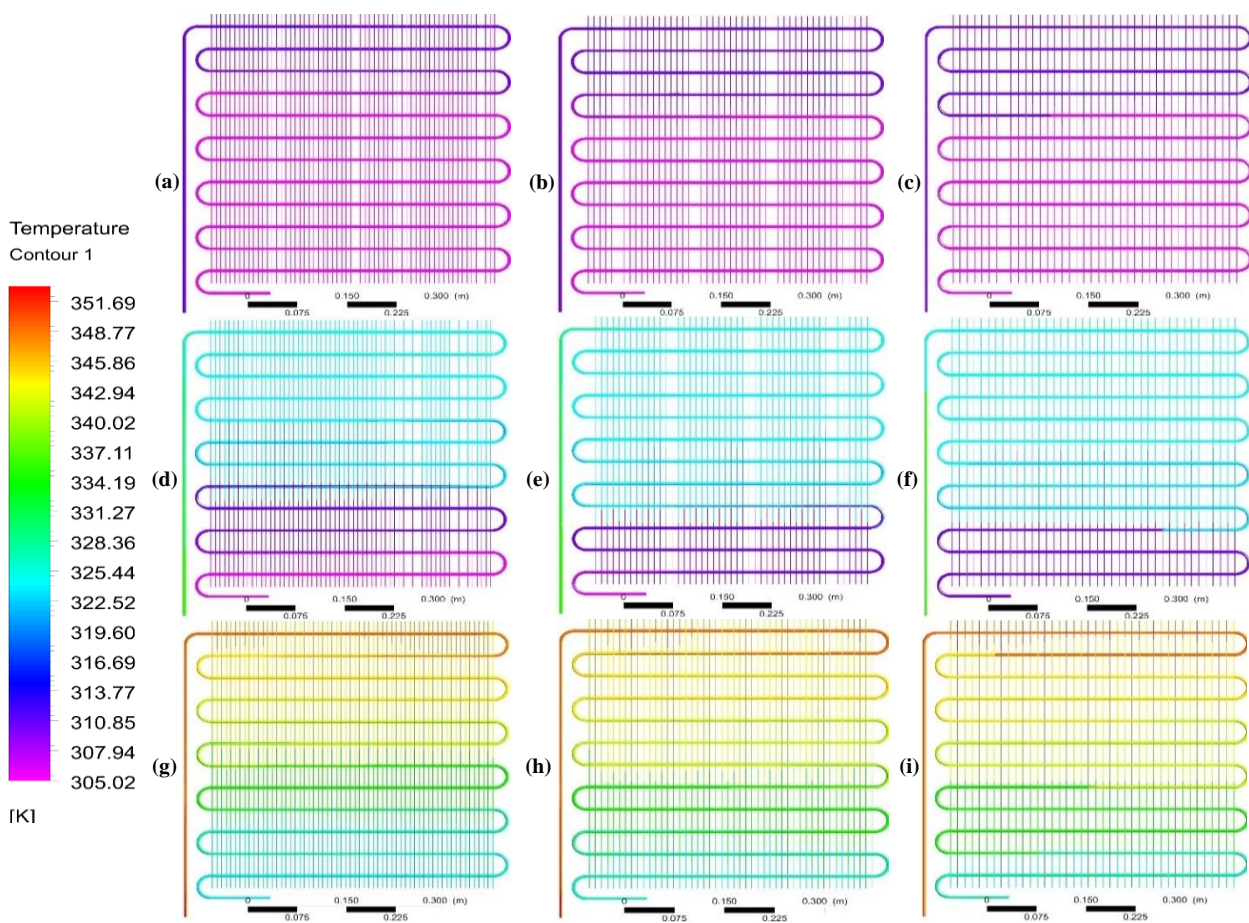 (a)
(b)
(c)
0 0.150 0.300 (m)
0.075 0.225
0 0.150 0.300 (m)
0.075 0.225
0 0.150 0.300 (m)
0.075 0.225
Temperature
Contour 1
351.69
348.77
345.86
342.94
340.02
337.11
334.19
331.27
328.36
325.44
322.52
319.60
316.69
313.77
310.85
307.94
305.02
[K]
(d)
(e)
(f)
0 0.150 0.300 (m)
0.075 0.225
0 0.150 0.300 (m)
0.075 0.225
0 0.150 0.300 (m)
0.075 0.225
(g)
(h)
(i)
0 0.150 0.300 (m)
0.075 0.225
0 0.150 0.300 (m)
0.075 0.225
0 0.150 0.300 (m)
0.075 0.225